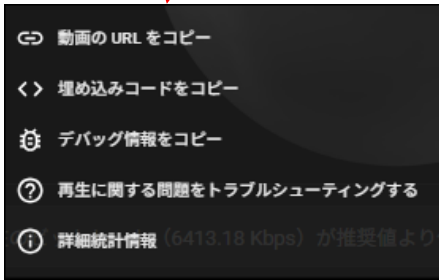 動画の URL をコピー
埋め込みコードをコピー
デバッグ情報をコピー
再生に関する問題をトラブルシューティングする
詳細統計情報
(6413.18 Kbps) が推奨値より